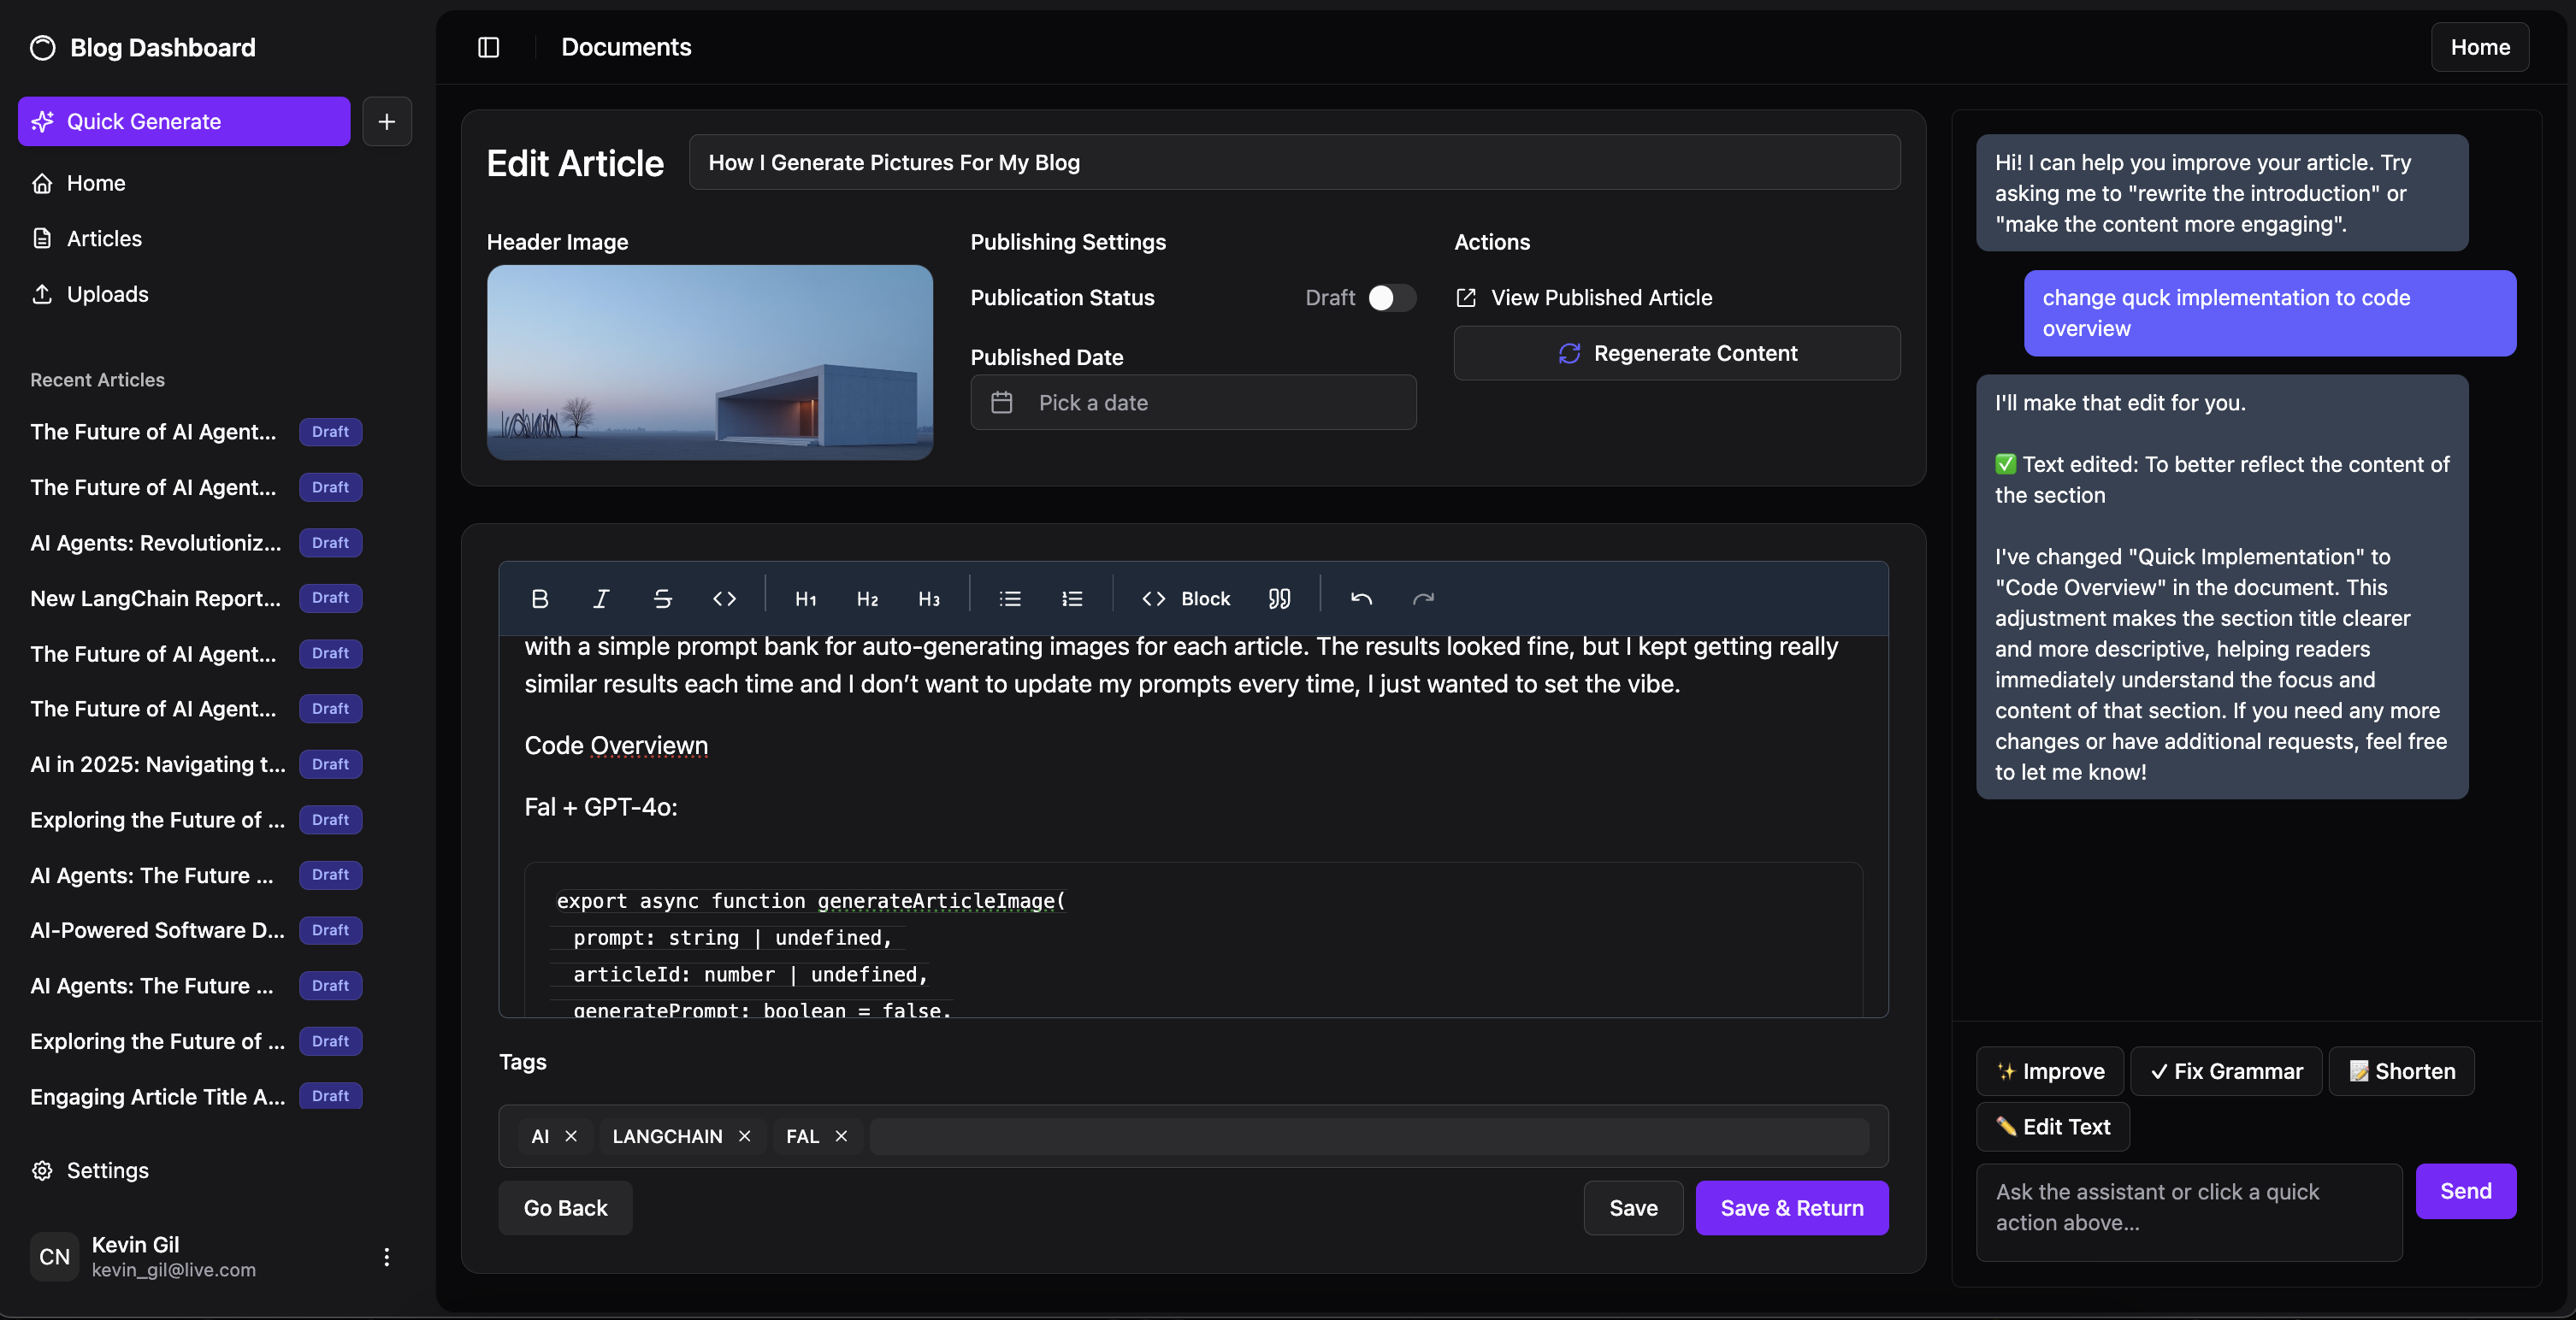 Blog Dashboard
Quick Generate
Home
Articles
Uploads
Recent Articles
The Future of AI Agent... Draft
The Future of AI Agent... Draft
AI Agents: Revolutioniz... Draft
New LangChain Report... Draft
The Future of AI Agent... Draft
The Future of AI Agent... Draft
AI in 2025: Navigating t... Draft
Exploring the Future of ... Draft
AI Agents: The Future ... Draft
AI-Powered Software D... Draft
AI Agents: The Future ... Draft
Exploring the Future of ... Draft
Engaging Article Title A... Draft
Settings
CN
Kevin Gil
kevin_gil@live.com
Documents
Home
Edit Article
How I Generate Pictures For My Blog
Header Image
Publishing Settings
Publication Status
Draft
Published Date
Pick a date
Actions
View Published Article
Regenerate Content
B I S <> H1 H2 H3 <> Block
with a simple prompt bank for auto-generating images for each article. The results looked fine, but I kept getting really
similar results each time and I don’t want to update my prompts every time, I just wanted to set the vibe.
Code Overviewn
Fal + GPT-4o:
export async function generateArticleImage(
prompt: string | undefined,
articleId: number | undefined,
generatePrompt: boolean = false,
Tags
AI × LANGCHAIN × FAL ×
Go Back
Save
Save & Return
Hi! I can help you improve your article. Try
asking me to "rewrite the introduction" or
"make the content more engaging".
change quck implementation to code
overview
I'll make that edit for you.
✅ Text edited: To better reflect the content of
the section
I've changed "Quick Implementation" to
"Code Overview" in the document. This
adjustment makes the section title clearer
and more descriptive, helping readers
immediately understand the focus and
content of that section. If you need any more
changes or have additional requests, feel free
to let me know!
✨ Improve
✓ Fix Grammar
📝 Shorten
✏️ Edit Text
Ask the assistant or click a quick
action above...
Send